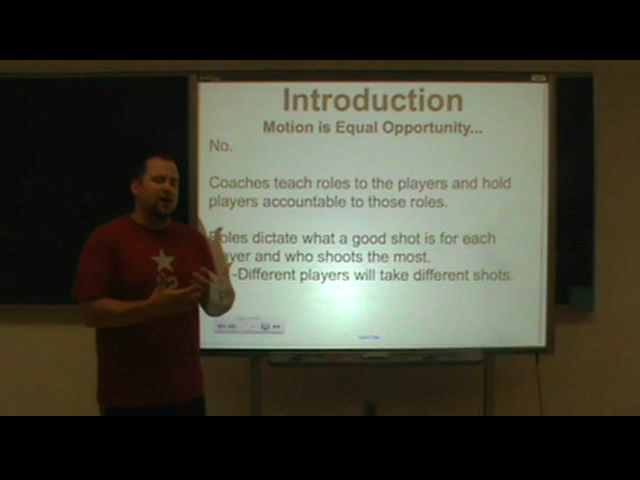 Introduction
Motion is Equal Opportunity...
No.
Coaches teach roles to the players and hold
players accountable to those roles.
Roles dictate what a good shot is for each
and who shoots the most.
-Different players will take different shots.